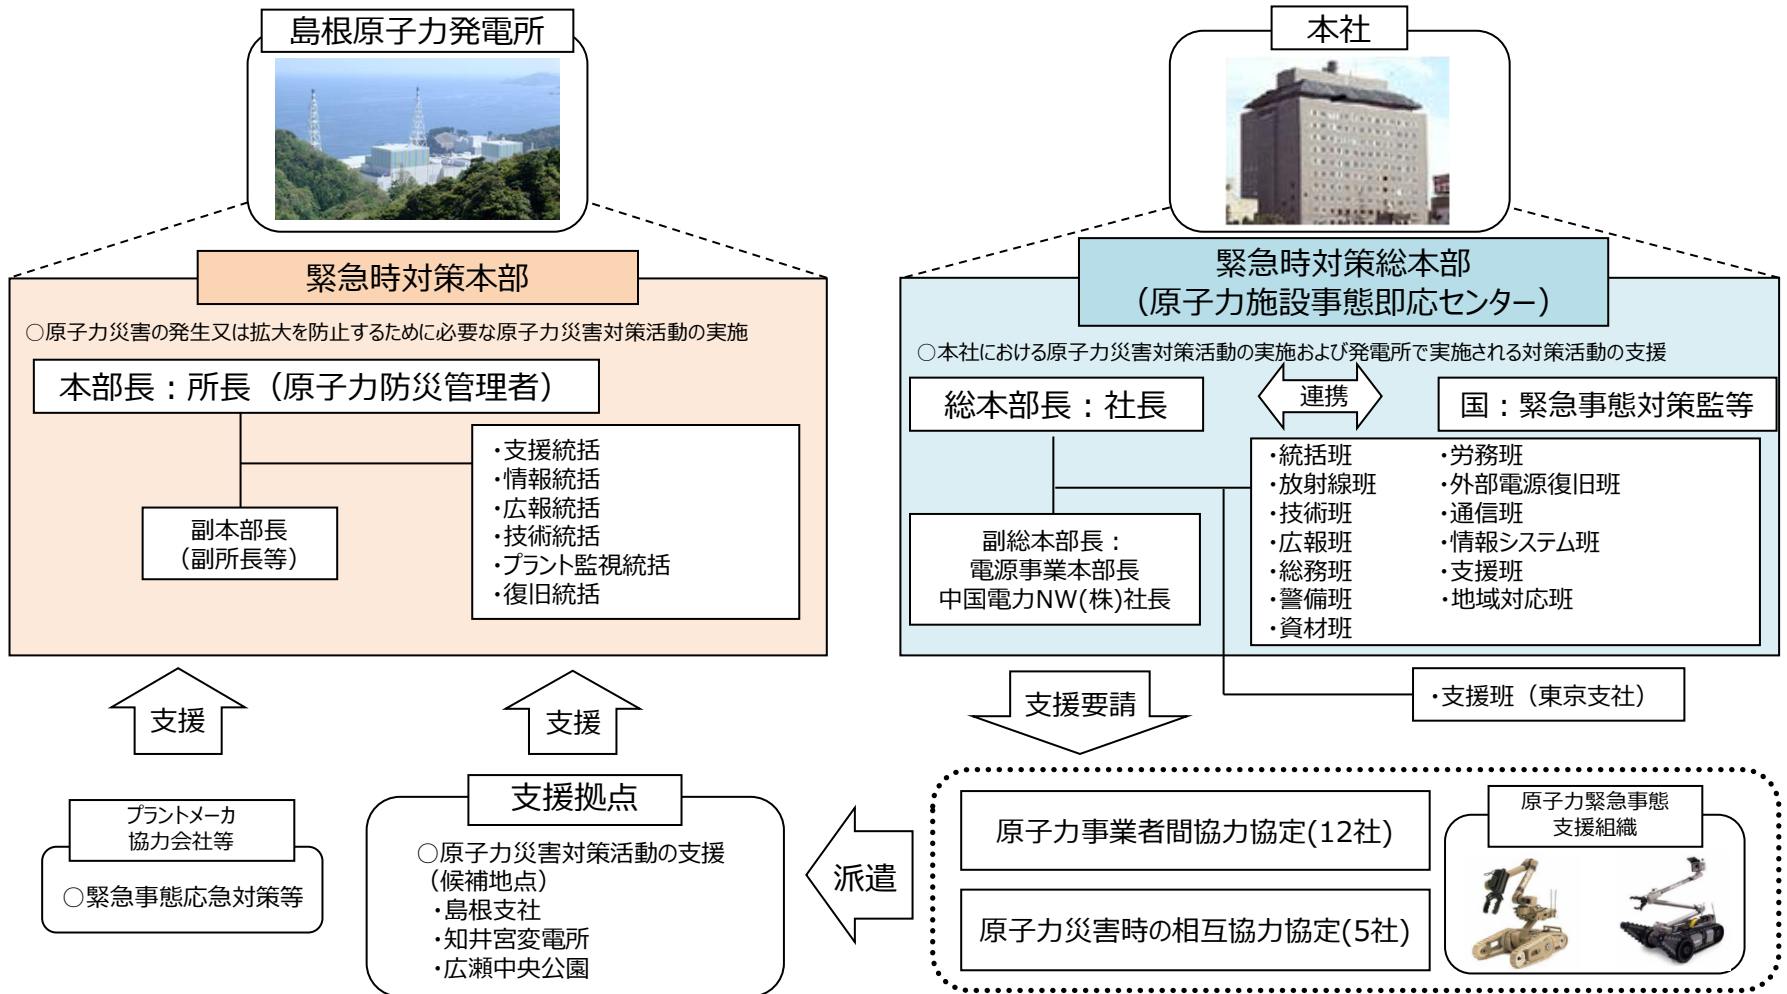 島根原子力発電所
緊急時対策本部
○原子力災害の発生又は拡大を防止するために必要な原子力災害対策活動の実施
本部長：所長（原子力防災管理者）
・支援統括
・情報統括
・広報統括
・技術統括
・プラント監視統括
・復旧統括
副本部長
（副所長等）
支援
支援
プラントメーカ
協力会社等
○緊急事態応急対策等
支援拠点
○原子力災害対策活動の支援
（候補地点）
・島根支社
・知井宮変電所
・広瀬中央公園
本社
緊急時対策総本部
（原子力施設事態即応センター）
○本社における原子力災害対策活動の実施および発電所で実施される対策活動の支援
総本部長：社長
連携
国：緊急事態対策監等
・統括班
・放射線班
・技術班
・広報班
・総務班
・警備班
・資材班
・労務班
・外部電源復旧班
・通信班
・情報システム班
・支援班
・地域対応班
副総本部長：
電源事業本部長
中国電力NW(株)社長
・支援班（東京支社）
支援要請
派遣
原子力事業者間協力協定(12社)
原子力災害時の相互協力協定(5社)
原子力緊急事態
支援組織